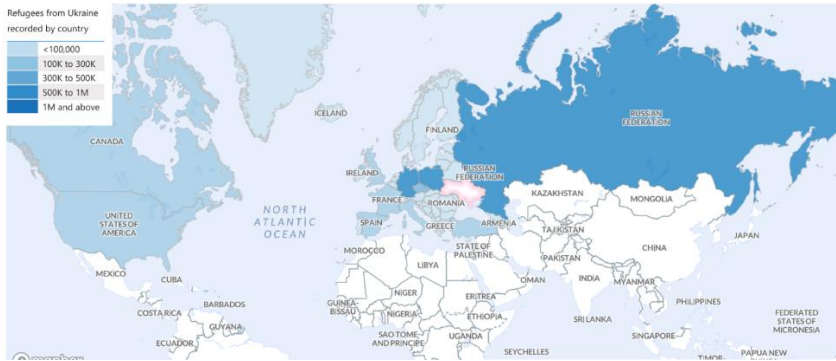 Refugees from Ukraine
recorded by country
<100,000
100K to 300K
300K to 500K
500K to 1M
1M and above
RUSSIAN
FEDERATION
ICELAND
FINLAND
CANADA
IRELAND
RUSSIAN
FEDERATION
KAZAKHSTAN
MONGOLIA
FRANCE
ROMANIA
UNITED
STATES OF
AMERICA
NORTH
ATLANTIC
OCEAN
SPAIN
GREECE
ARMENIA
TAJIKISTAN
JAPAN
CHINA
MOROCCO
STATE OF
PALESTINE
PAKISTAN
LIBYA
MEXICO
CUBA
OMAN
INDIA
MYANMAR
NIGER
ERITREA
PHILIPPINES
BARBADOS
GUINEA-
BISSAU
COSTA RICA
NIGERIA
ETHIOPIA
SRI LANKA
FEDERATED
STATES OF
MICRONESIA
GUYANA
SAO TOME
AND PRINCIPE
UGANDA
SINGAPORE
ECUADOR
SEYCHELLES
TIMOR-
PAPUA NEW
mapbox